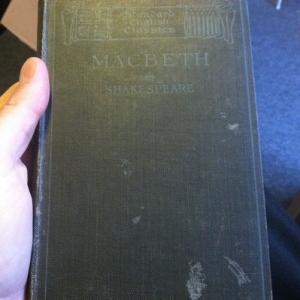 Standard
English
Classics
MACBETH
SHAKESPEARE